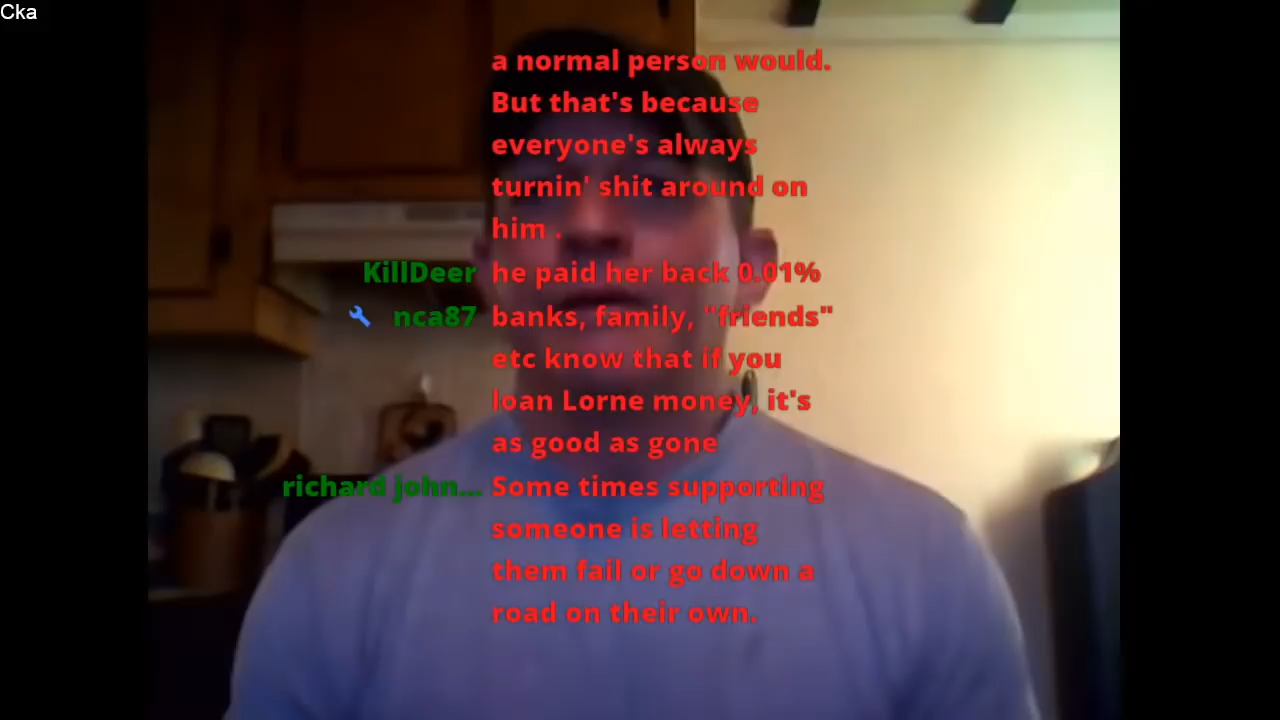 Cka
a normal person would.
But that's because
everyone's always
turnin' shit around on
him .
KillDeer he paid her back 0.01%
nca87 banks, family, "friends"
etc know that if you
loan Lorne money, it's
as good as gone
richard john... Some times supporting
someone is letting
them fail or go down a
road on their own.